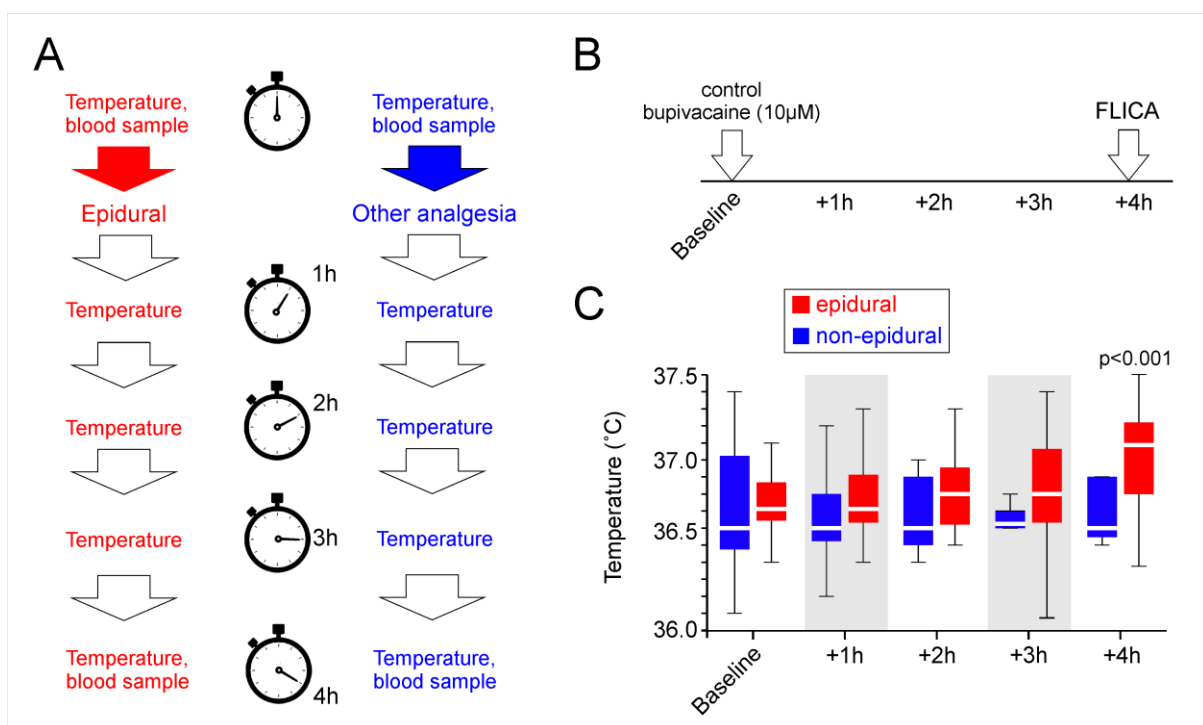 A
Temperature,
blood sample
Temperature,
blood sample
Epidural
Other analgesia
1h
Temperature
Temperature
2h
Temperature
Temperature
3h
Temperature
Temperature
Temperature,
blood sample
4h
Temperature,
blood sample
B
control
bupivacaine (10µM)
FLICA
Baseline
+1h
+2h
+3h
+4h
C
epidural
non-epidural
p<0.001
37.5
37.0
36.5
36.0
Temperature (˚C)
Baseline
+1h
+2h
+3h
+4h